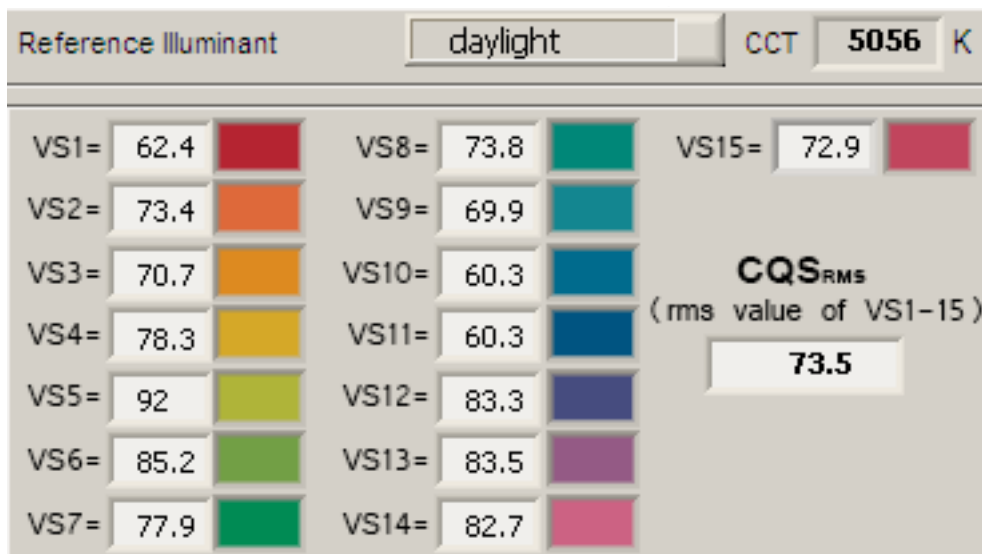 Reference Illuminant daylight CCT 5056 K
VS1= 62.4 VS8= 73.8 VS15= 72.9
VS2= 73.4 VS9= 69.9
VS3= 70.7 VS10= 60.3 CQSRMS
(rms value of VS1-15)
VS4= 78.3 VS11= 60.3
73.5
VS5= 92 VS12= 83.3
VS6= 85.2 VS13= 83.5
VS7= 77.9 VS14= 82.7